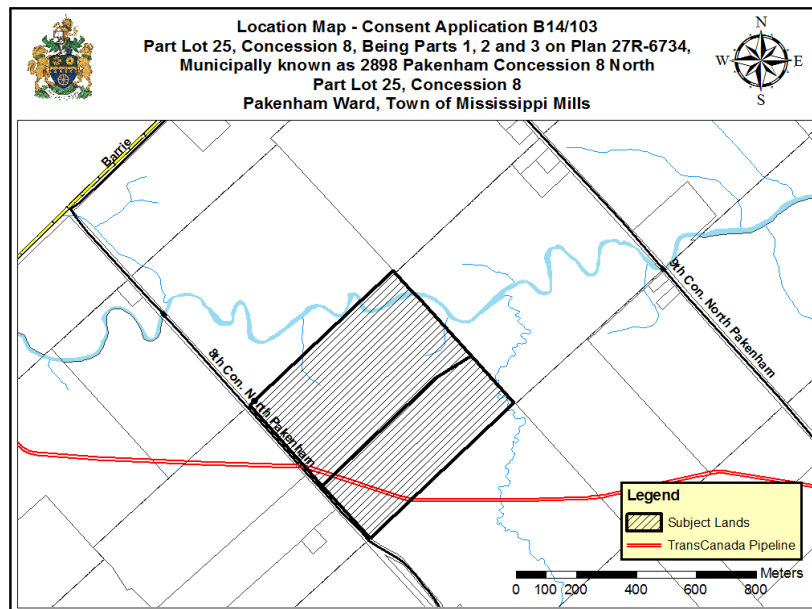 Location Map - Consent Application B14/103
Part Lot 25, Concession 8, Being Parts 1, 2 and 3 on Plan 27R-6734,
Municipally known as 2898 Pakenham Concession 8 North
Part Lot 25, Concession 8
Pakenham Ward, Town of Mississippi Mills
N
W E
S
Barrie
9th Con. North Pakenham
8th Con. North Pakenham
Legend
Subject Lands
TransCanada Pipeline
Meters
0 100 200 400 600 800